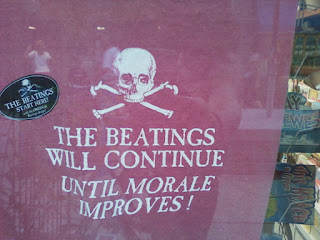 THE BEATINGS
START HERE!
THE BEATINGS
WILL CONTINUE
UNTIL MORALE
IMPROVES!